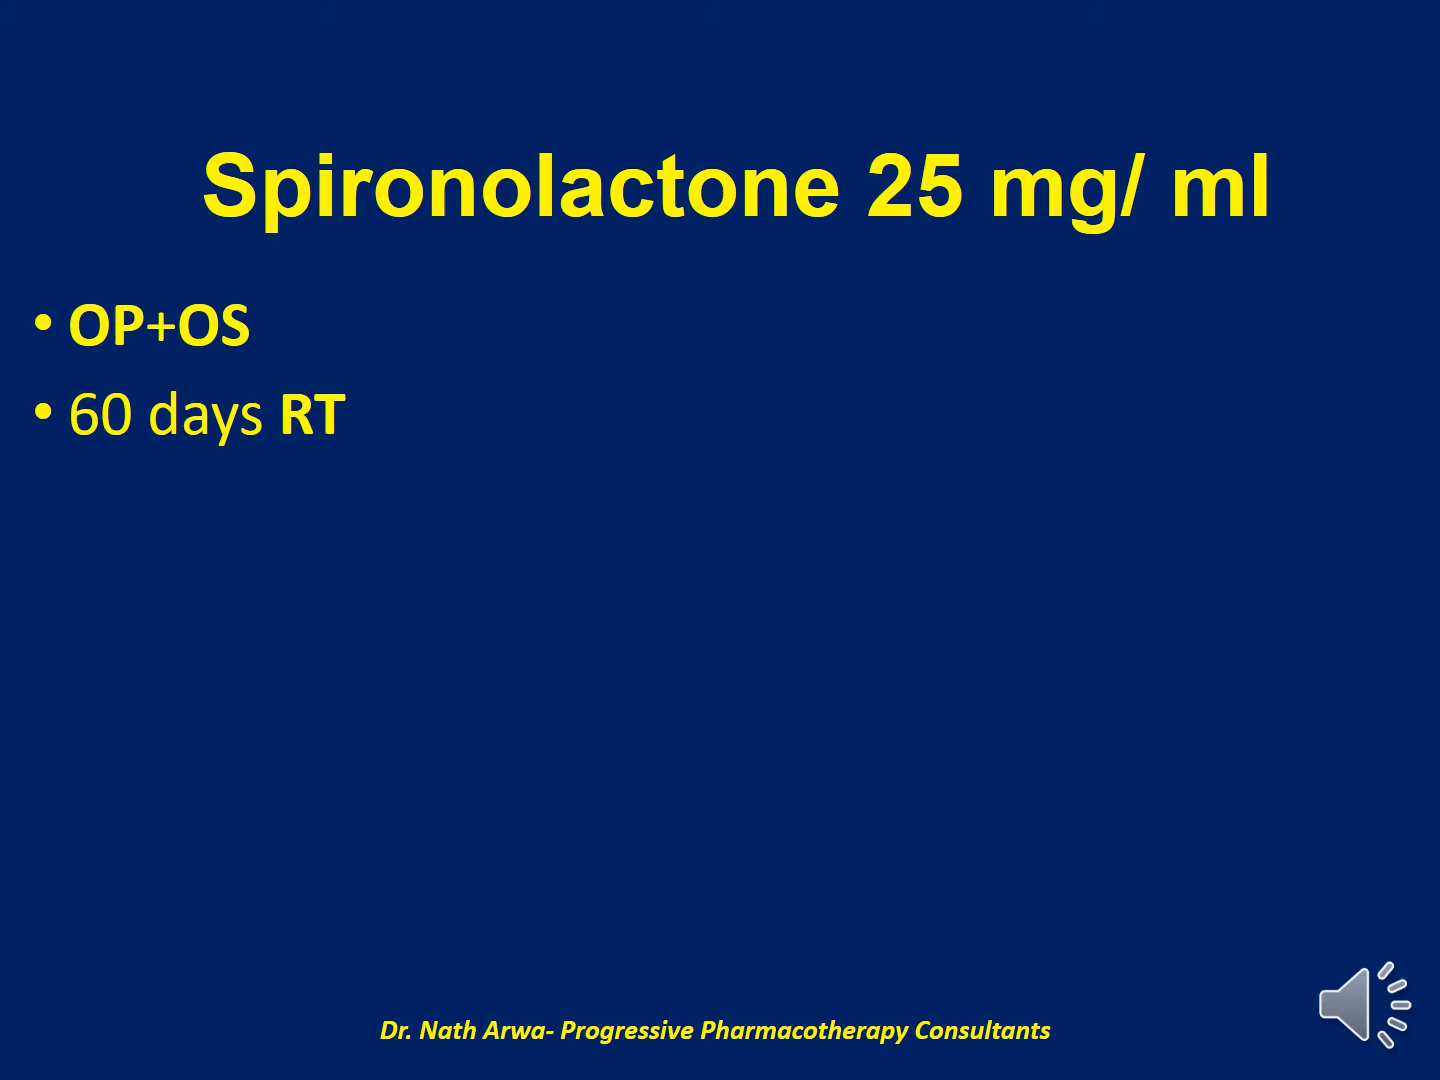 Spironolactone 25 mg/ ml
• OP+OS
• 60 days RT
Dr. Nath Arwa- Progressive Pharmacotherapy Consultants